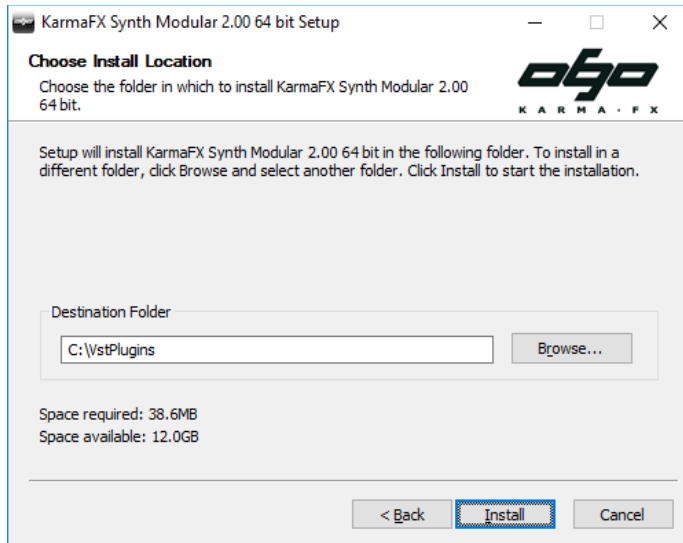 KarmaFX Synth Modular 2.00 64 bit Setup
Choose Install Location
Choose the folder in which to install KarmaFX Synth Modular 2.00
64 bit.
KARMA·FX
Setup will install KarmaFX Synth Modular 2.00 64 bit in the following folder. To install in a
different folder, click Browse and select another folder. Click Install to start the installation.
Destination Folder
C:\VstPlugins
Browse...
Space required: 38.6MB
Space available: 12.0GB
< Back
Install
Cancel